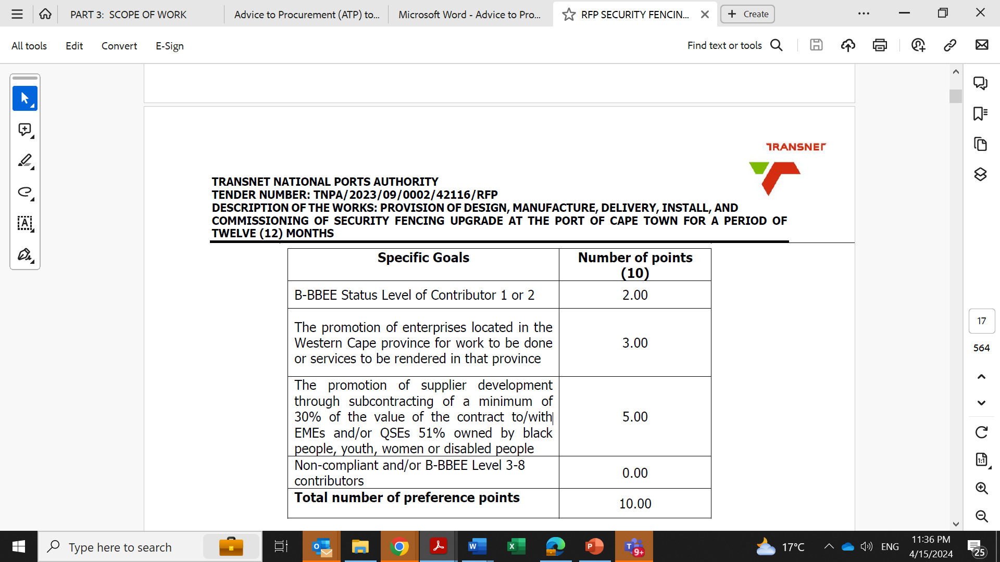 PART 3: SCOPE OF WORK
Advice to Procurement (ATP) to...
Microsoft Word - Advice to Pro...
RFP SECURITY FENCIN...
Create
All tools
Edit
Convert
E-Sign
Find text or tools
TRANSNET
TRANSNET NATIONAL PORTS AUTHORITY
TENDER NUMBER: TNPA/2023/09/0002/42116/RFP
DESCRIPTION OF THE WORKS: PROVISION OF DESIGN, MANUFACTURE, DELIVERY, INSTALL, AND
COMMISSIONING OF SECURITY FENCING UPGRADE AT THE PORT OF CAPE TOWN FOR A PERIOD OF
TWELVE (12) MONTHS
Specific Goals
Number of points
(10)
B-BBEE Status Level of Contributor 1 or 2
2.00
The promotion of enterprises located in the
Western Cape province for work to be done
or services to be rendered in that province
3.00
The promotion of supplier development
through subcontracting of a minimum of
30% of the value of the contract to/with
EMEs and/or QSEs 51% owned by black
people, youth, women or disabled people
5.00
Non-compliant and/or B-BBEE Level 3-8
contributors
0.00
Total number of preference points
10.00
17
564
1:1
Type here to search
17°C
ENG
11:36 PM
4/15/2024
25
9+